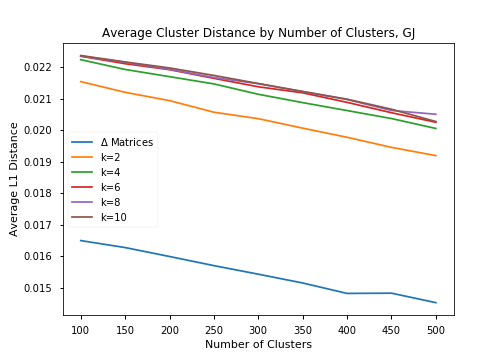 Average Cluster Distance by Number of Clusters, GJ
Average L1 Distance
0.022
0.021
0.020
0.019
0.018
0.017
0.016
0.015
Δ Matrices
k=2
k=4
k=6
k=8
k=10
100 150 200 250 300 350 400 450 500
Number of Clusters